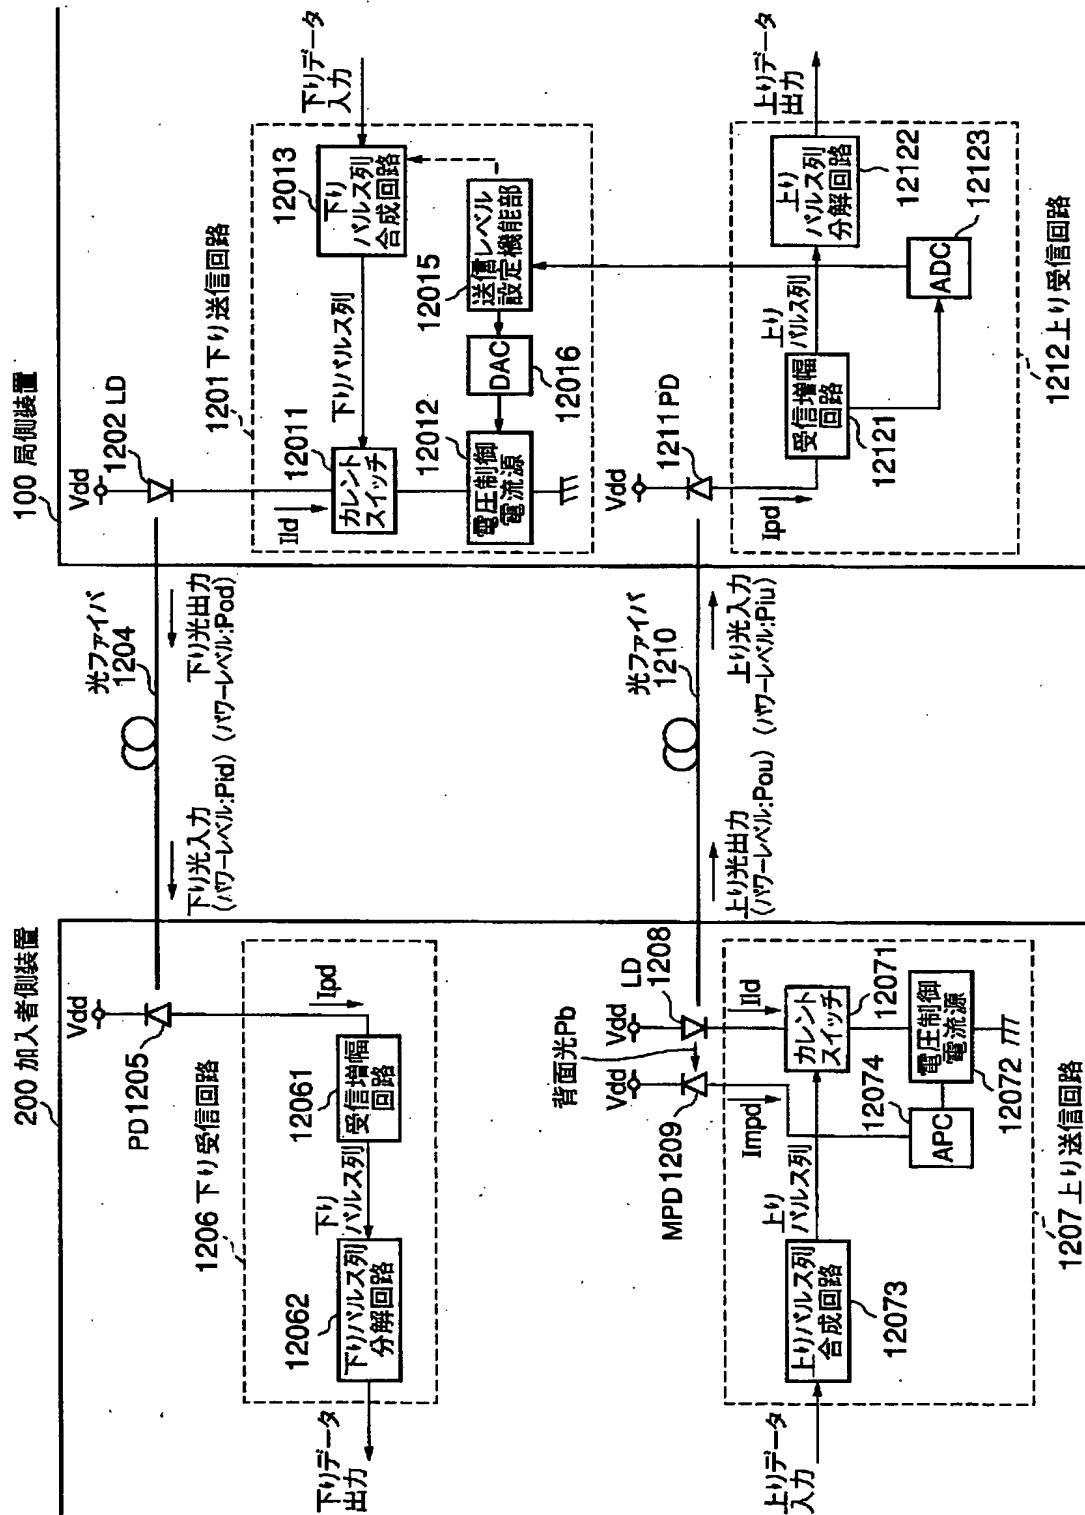 100 局側装置
Vdd
1202 LD
1201 下り送信回路
Ild
12011
カレント
スイッチ
下りパルス列
12013
下り
パルス列
合成回路
下りデータ
入力
12012
電圧制御
電流源
DAC
12016
12015
送信レベル
設定機能部
Vdd
1211 PD
Ipd
受信増幅
回路
12121
上り
パルス列
上り
パルス列
分解回路
12122
上りデータ
出力
ADC
12123
1212 上り受信回路
光ファイバ
1204
下り光入力
(パワーレベル:Pid)
下り光出力
(パワーレベル:Pod)
光ファイバ
1210
上り光出力
(パワーレベル:Pou)
上り光入力
(パワーレベル:Piu)
200 加入者側装置
Vdd
PD1205
1206 下り受信回路
Ipd
12061
受信増幅
回路
下り
パルス列
12062
下りパルス列
分解回路
下りデータ
出力
背面光Pb
Vdd
Vdd
LD
1208
MPD1209
Impd
Ild
カレント
スイッチ
12071
12074
APC
電圧制御
電流源
12072
上り
パルス列
上りパルス列
合成回路
12073
上りデータ
入力
1207 上り送信回路